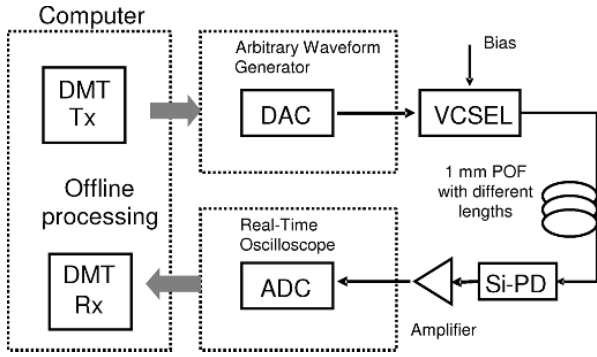 Computer
DMT
Tx
Offline
processing
DMT
Rx
Arbitrary Waveform
Generator
DAC
Bias
VCSEL
1 mm POF
with different
lengths
Real-Time
Oscilloscope
ADC
Amplifier
Si-PD